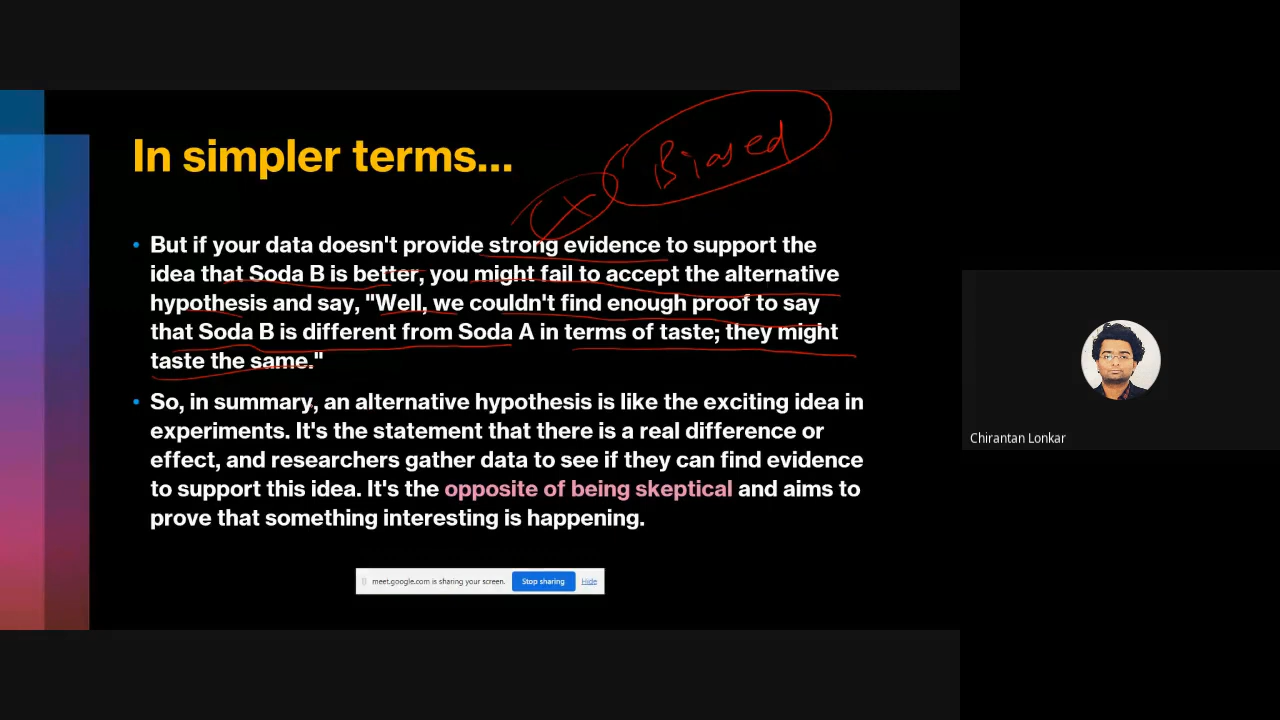 In simpler terms...
Biased
• But if your data doesn't provide strong evidence to support the
idea that Soda B is better, you might fail to accept the alternative
hypothesis and say, "Well, we couldn't find enough proof to say
that Soda B is different from Soda A in terms of taste; they might
taste the same."
• So, in summary, an alternative hypothesis is like the exciting idea in
experiments. It's the statement that there is a real difference or
effect, and researchers gather data to see if they can find evidence
to support this idea. It's the opposite of being skeptical and aims to
prove that something interesting is happening.
meet.google.com is sharing your screen. Stop sharing Hide
Chirantan Lonkar